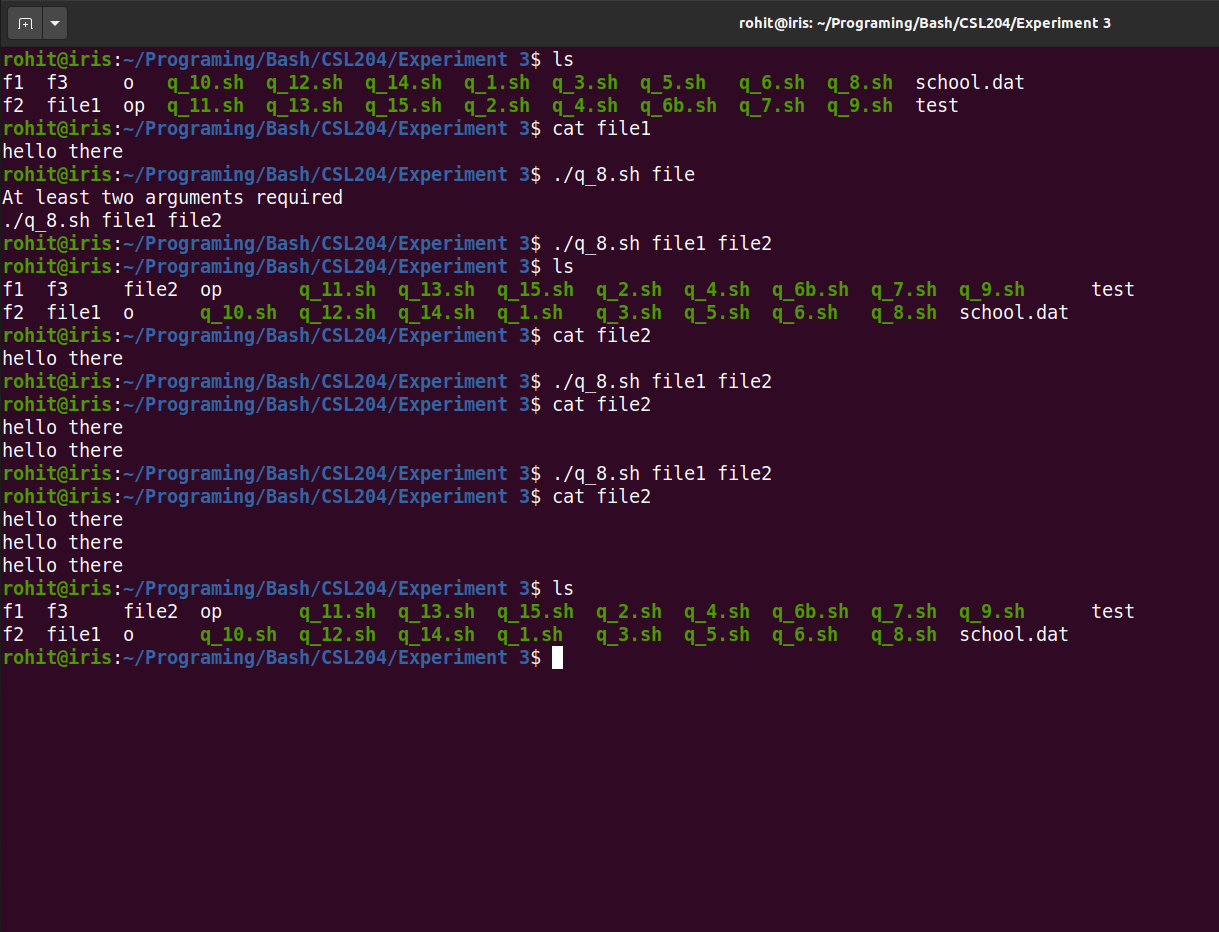 rohit@iris: ~/Programing/Bash/CSL204/Experiment 3
rohit@iris:~/Programing/Bash/CSL204/Experiment 3$ ls
f1  f3     o   q_10.sh  q_12.sh  q_14.sh  q_1.sh  q_3.sh  q_5.sh   q_6.sh  q_8.sh  school.dat
f2  file1  op  q_11.sh  q_13.sh  q_15.sh  q_2.sh  q_4.sh  q_6b.sh  q_7.sh  q_9.sh  test
rohit@iris:~/Programing/Bash/CSL204/Experiment 3$ cat file1
hello there
rohit@iris:~/Programing/Bash/CSL204/Experiment 3$ ./q_8.sh file
At least two arguments required
./q_8.sh file1 file2
rohit@iris:~/Programing/Bash/CSL204/Experiment 3$ ./q_8.sh file1 file2
rohit@iris:~/Programing/Bash/CSL204/Experiment 3$ ls
f1  f3     file2  op       q_11.sh  q_13.sh  q_15.sh  q_2.sh  q_4.sh  q_6b.sh  q_7.sh  q_9.sh      test
f2  file1  o      q_10.sh  q_12.sh  q_14.sh  q_1.sh   q_3.sh  q_5.sh  q_6.sh   q_8.sh  school.dat
rohit@iris:~/Programing/Bash/CSL204/Experiment 3$ cat file2
hello there
rohit@iris:~/Programing/Bash/CSL204/Experiment 3$ ./q_8.sh file1 file2
rohit@iris:~/Programing/Bash/CSL204/Experiment 3$ cat file2
hello there
hello there
rohit@iris:~/Programing/Bash/CSL204/Experiment 3$ ./q_8.sh file1 file2
rohit@iris:~/Programing/Bash/CSL204/Experiment 3$ cat file2
hello there
hello there
hello there
rohit@iris:~/Programing/Bash/CSL204/Experiment 3$ ls
f1  f3     file2  op       q_11.sh  q_13.sh  q_15.sh  q_2.sh  q_4.sh  q_6b.sh  q_7.sh  q_9.sh      test
f2  file1  o      q_10.sh  q_12.sh  q_14.sh  q_1.sh   q_3.sh  q_5.sh  q_6.sh   q_8.sh  school.dat
rohit@iris:~/Programing/Bash/CSL204/Experiment 3$